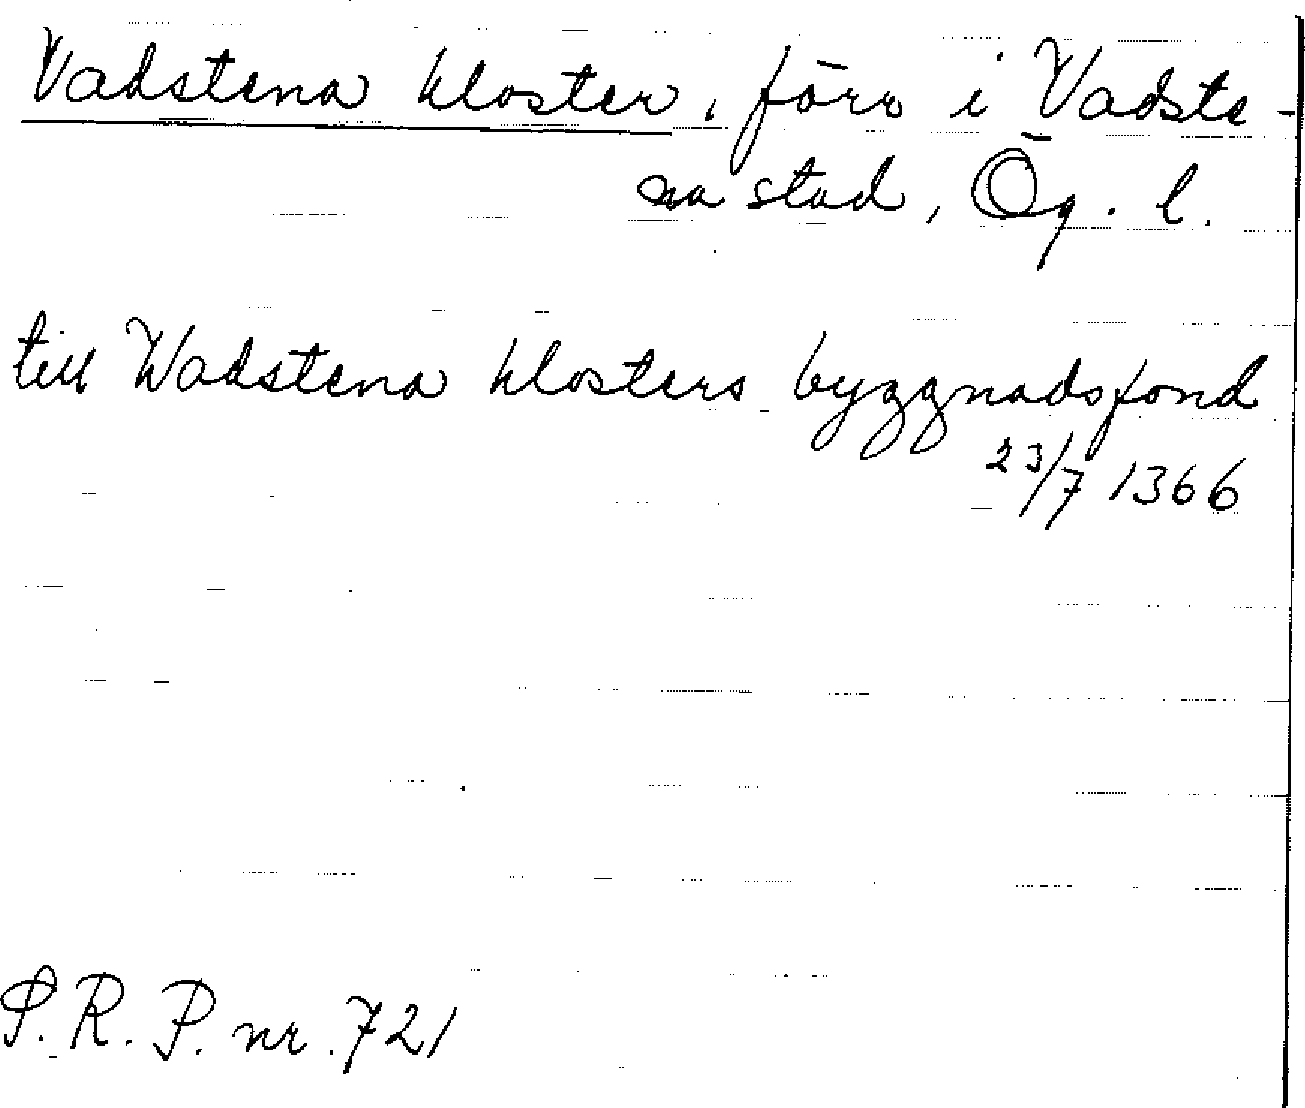 Vadstena kloster, förr i Vadste-
na stad, Ög. l.
till Wadstena klosters byggnadsfond
23/7 1366
S.R.P. nr. 721